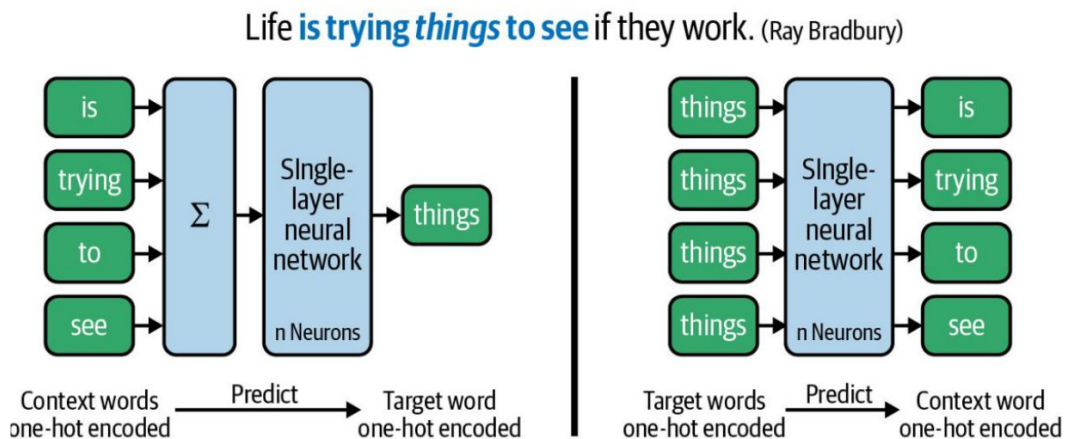 Life is trying things to see if they work. (Ray Bradbury)
is
trying
to
see
Σ
SIngle-
layer
neural
network
n Neurons
things
Context words
one-hot encoded
Predict
Target word
one-hot encoded
things
things
things
things
SIngle-
layer
neural
network
n Neurons
is
trying
to
see
Target words
one-hot encoded
Predict
Context word
one-hot encoded